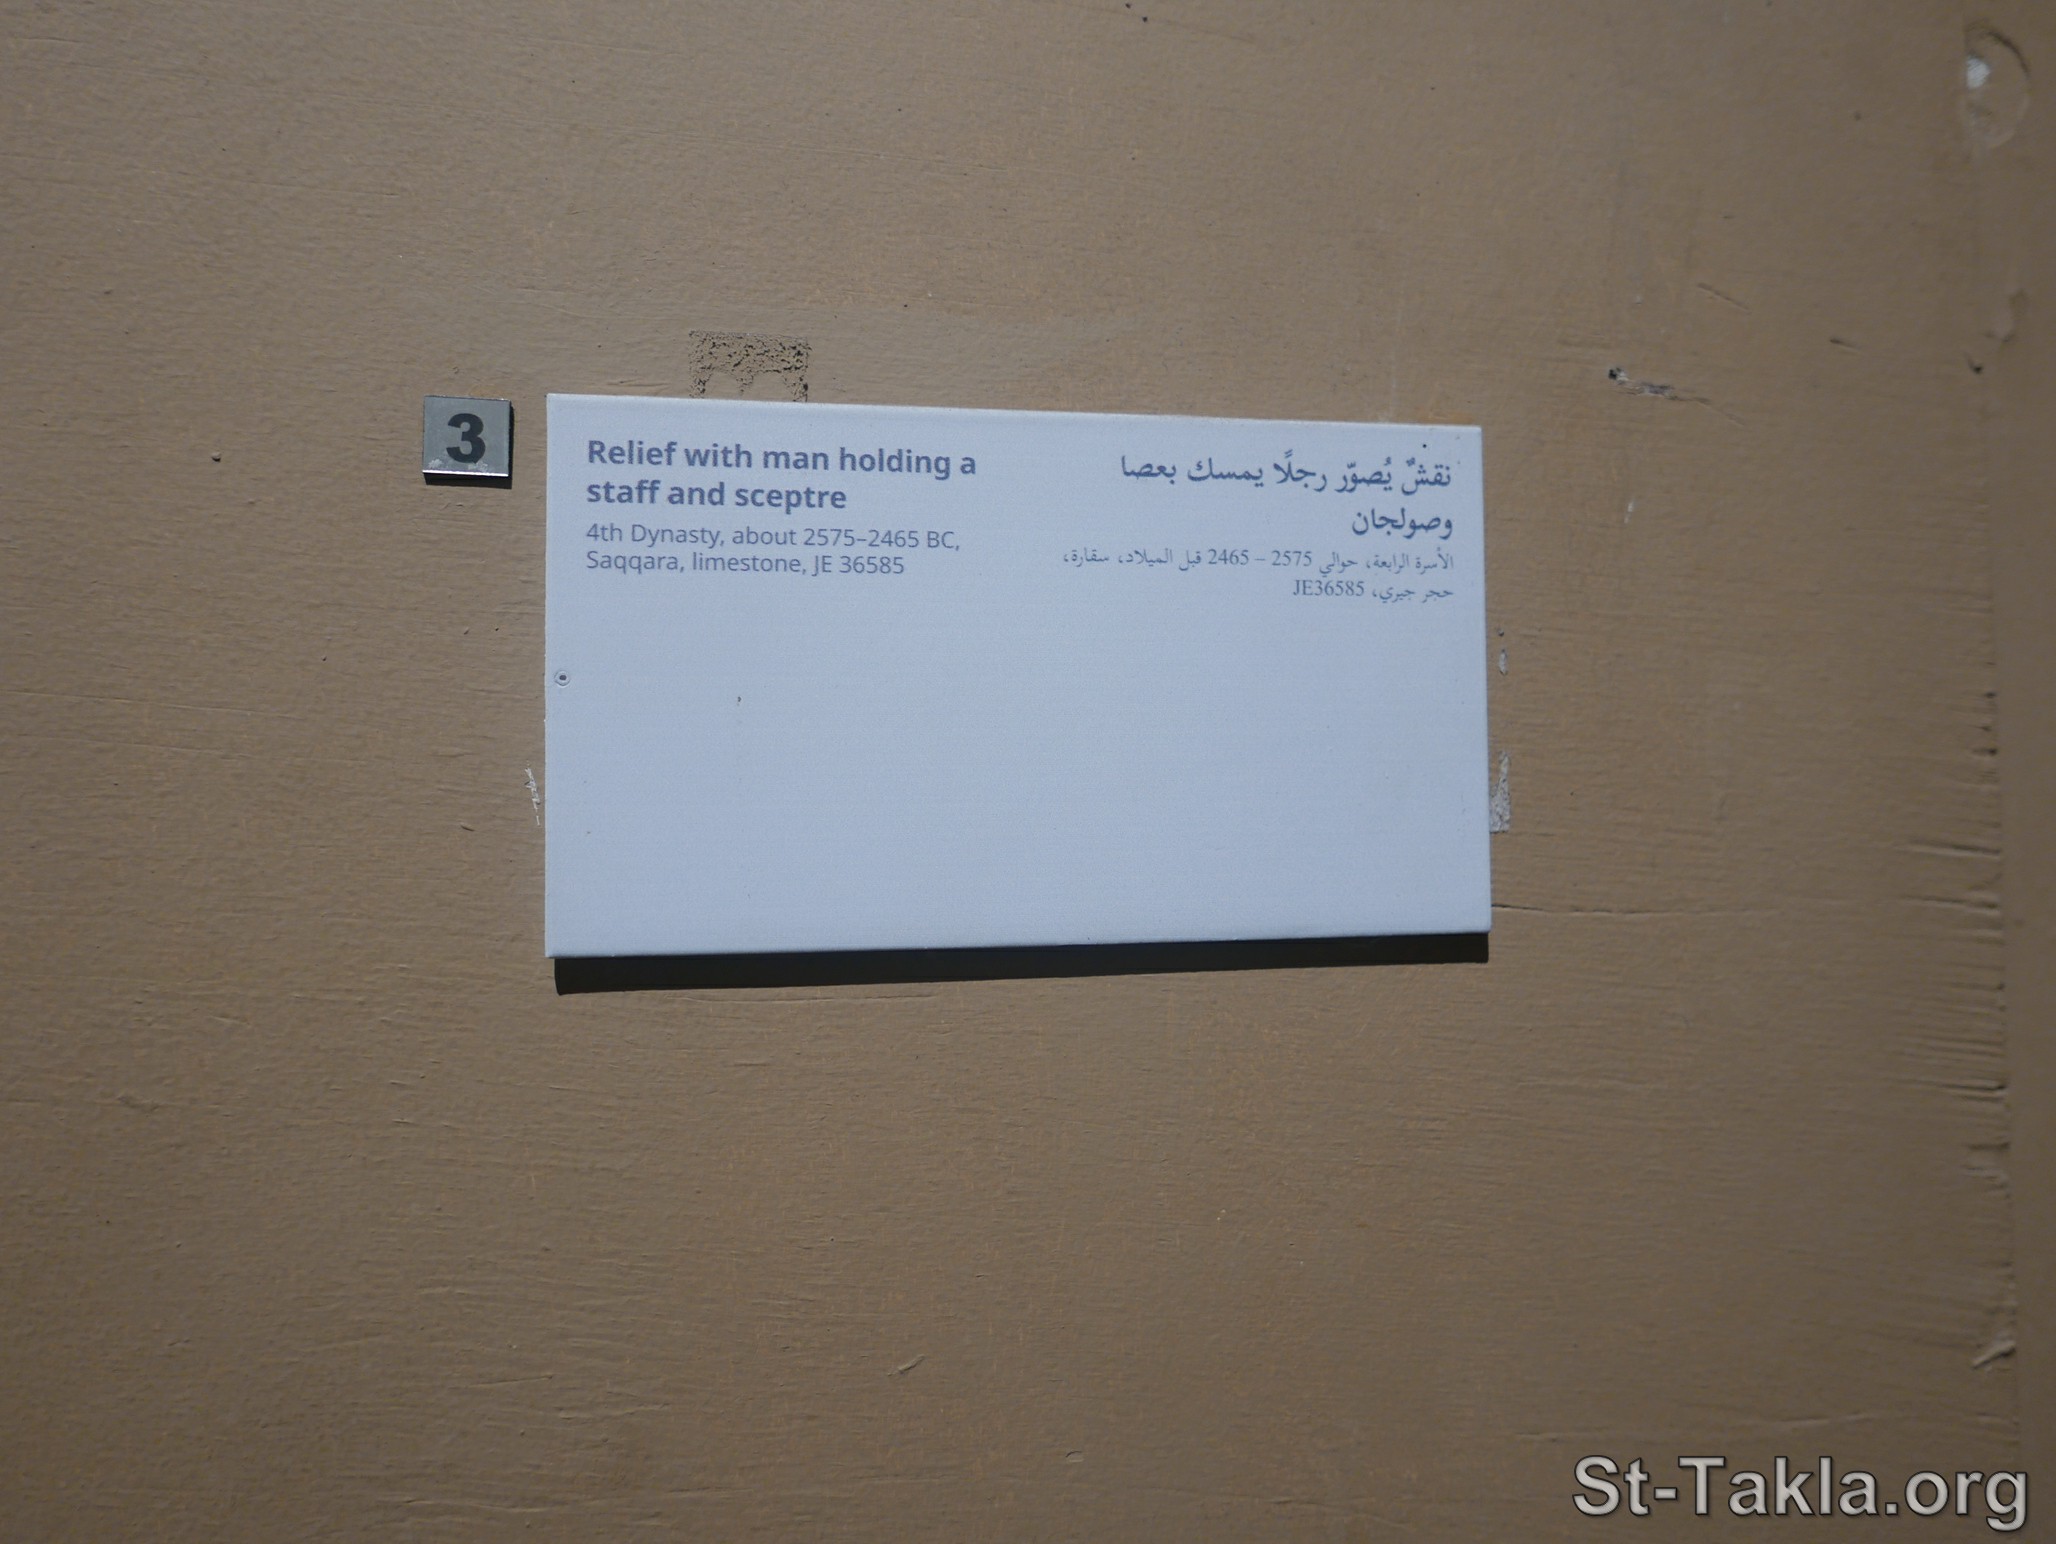 3
Relief with man holding a
staff and sceptre
4th Dynasty, about 2575–2465 BC,
Saqqara, limestone, JE 36585
نقشٌ يُصوّر رجلًا يمسك بعصا
وصولجان
الأسرة الرابعة، حوالي 2575 – 2465 قبل الميلاد، سقارة،
حجر جيري، JE36585
St-Takla.org